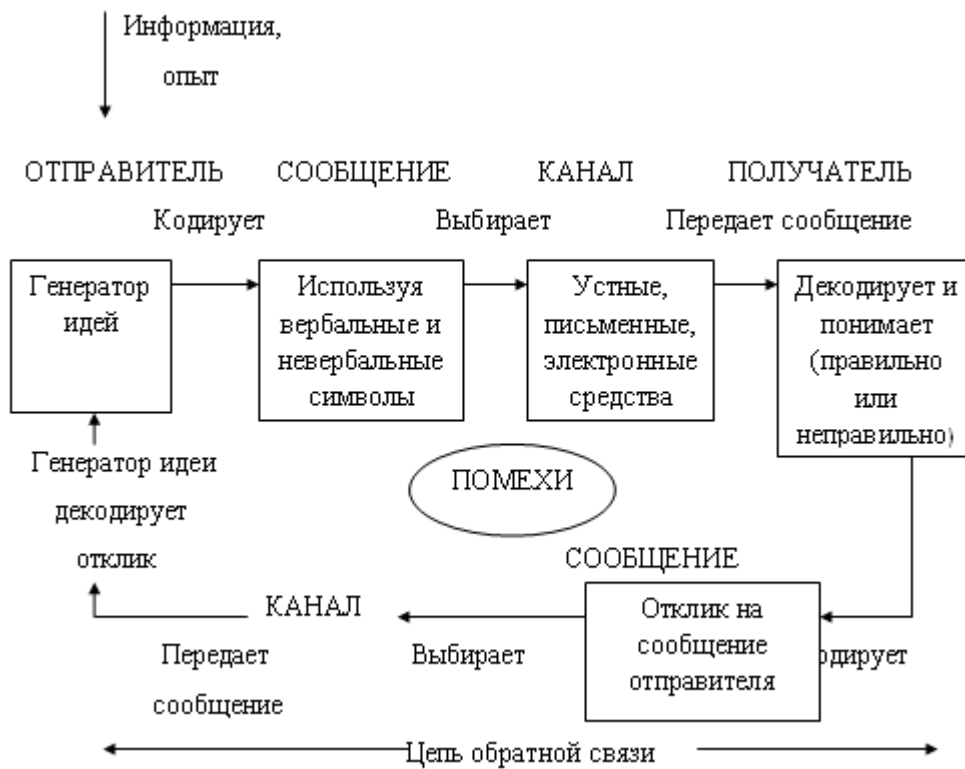 Информация,
опыт
ОТПРАВИТЕЛЬ СООБЩЕНИЕ КАНАЛ ПОЛУЧАТЕЛЬ
Кодирует Выбирает Передает сообщение
Генератор
идей
Используя
вербальные и
невербальные
символы
Устные,
письменные,
электронные
средства
Декодирует и
понимает
(правильно
или
неправильно)
Генератор идеи
декодирует
отклик
ПОМЕХИ
СООБЩЕНИЕ
КАНАЛ
Отклик на
сообщение
отправителя
Передает
сообщение
Выбирает
одирует
Цепь обратной связи